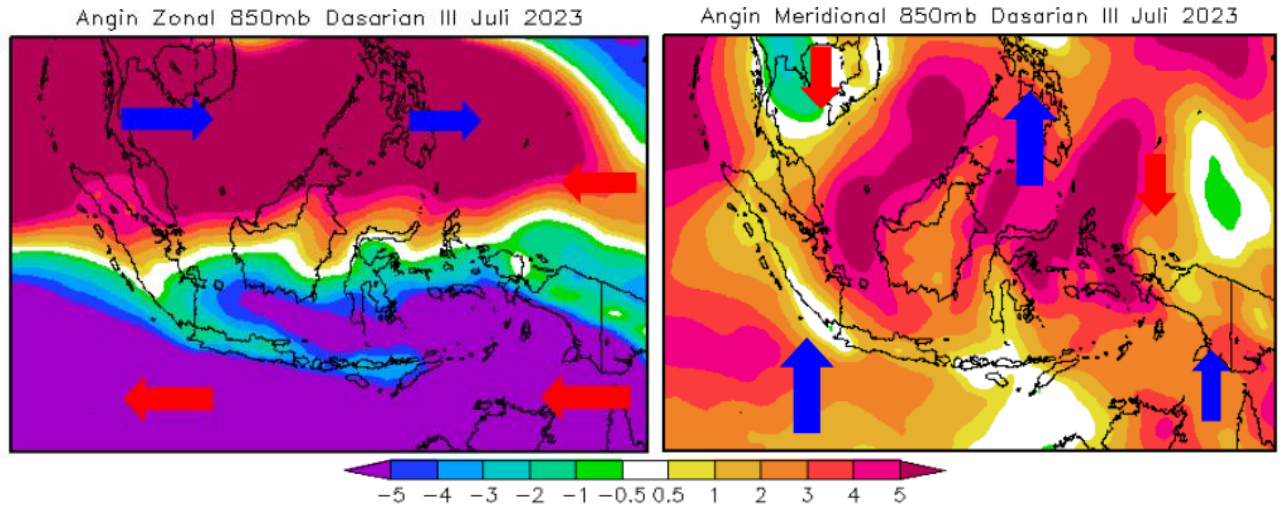 Angin Zonal 850mb Dasarian III Juli 2023
Angin Meridional 850mb Dasarian III Juli 2023
-5 -4 -3 -2 -1 -0.5 0.5 1 2 3 4 5